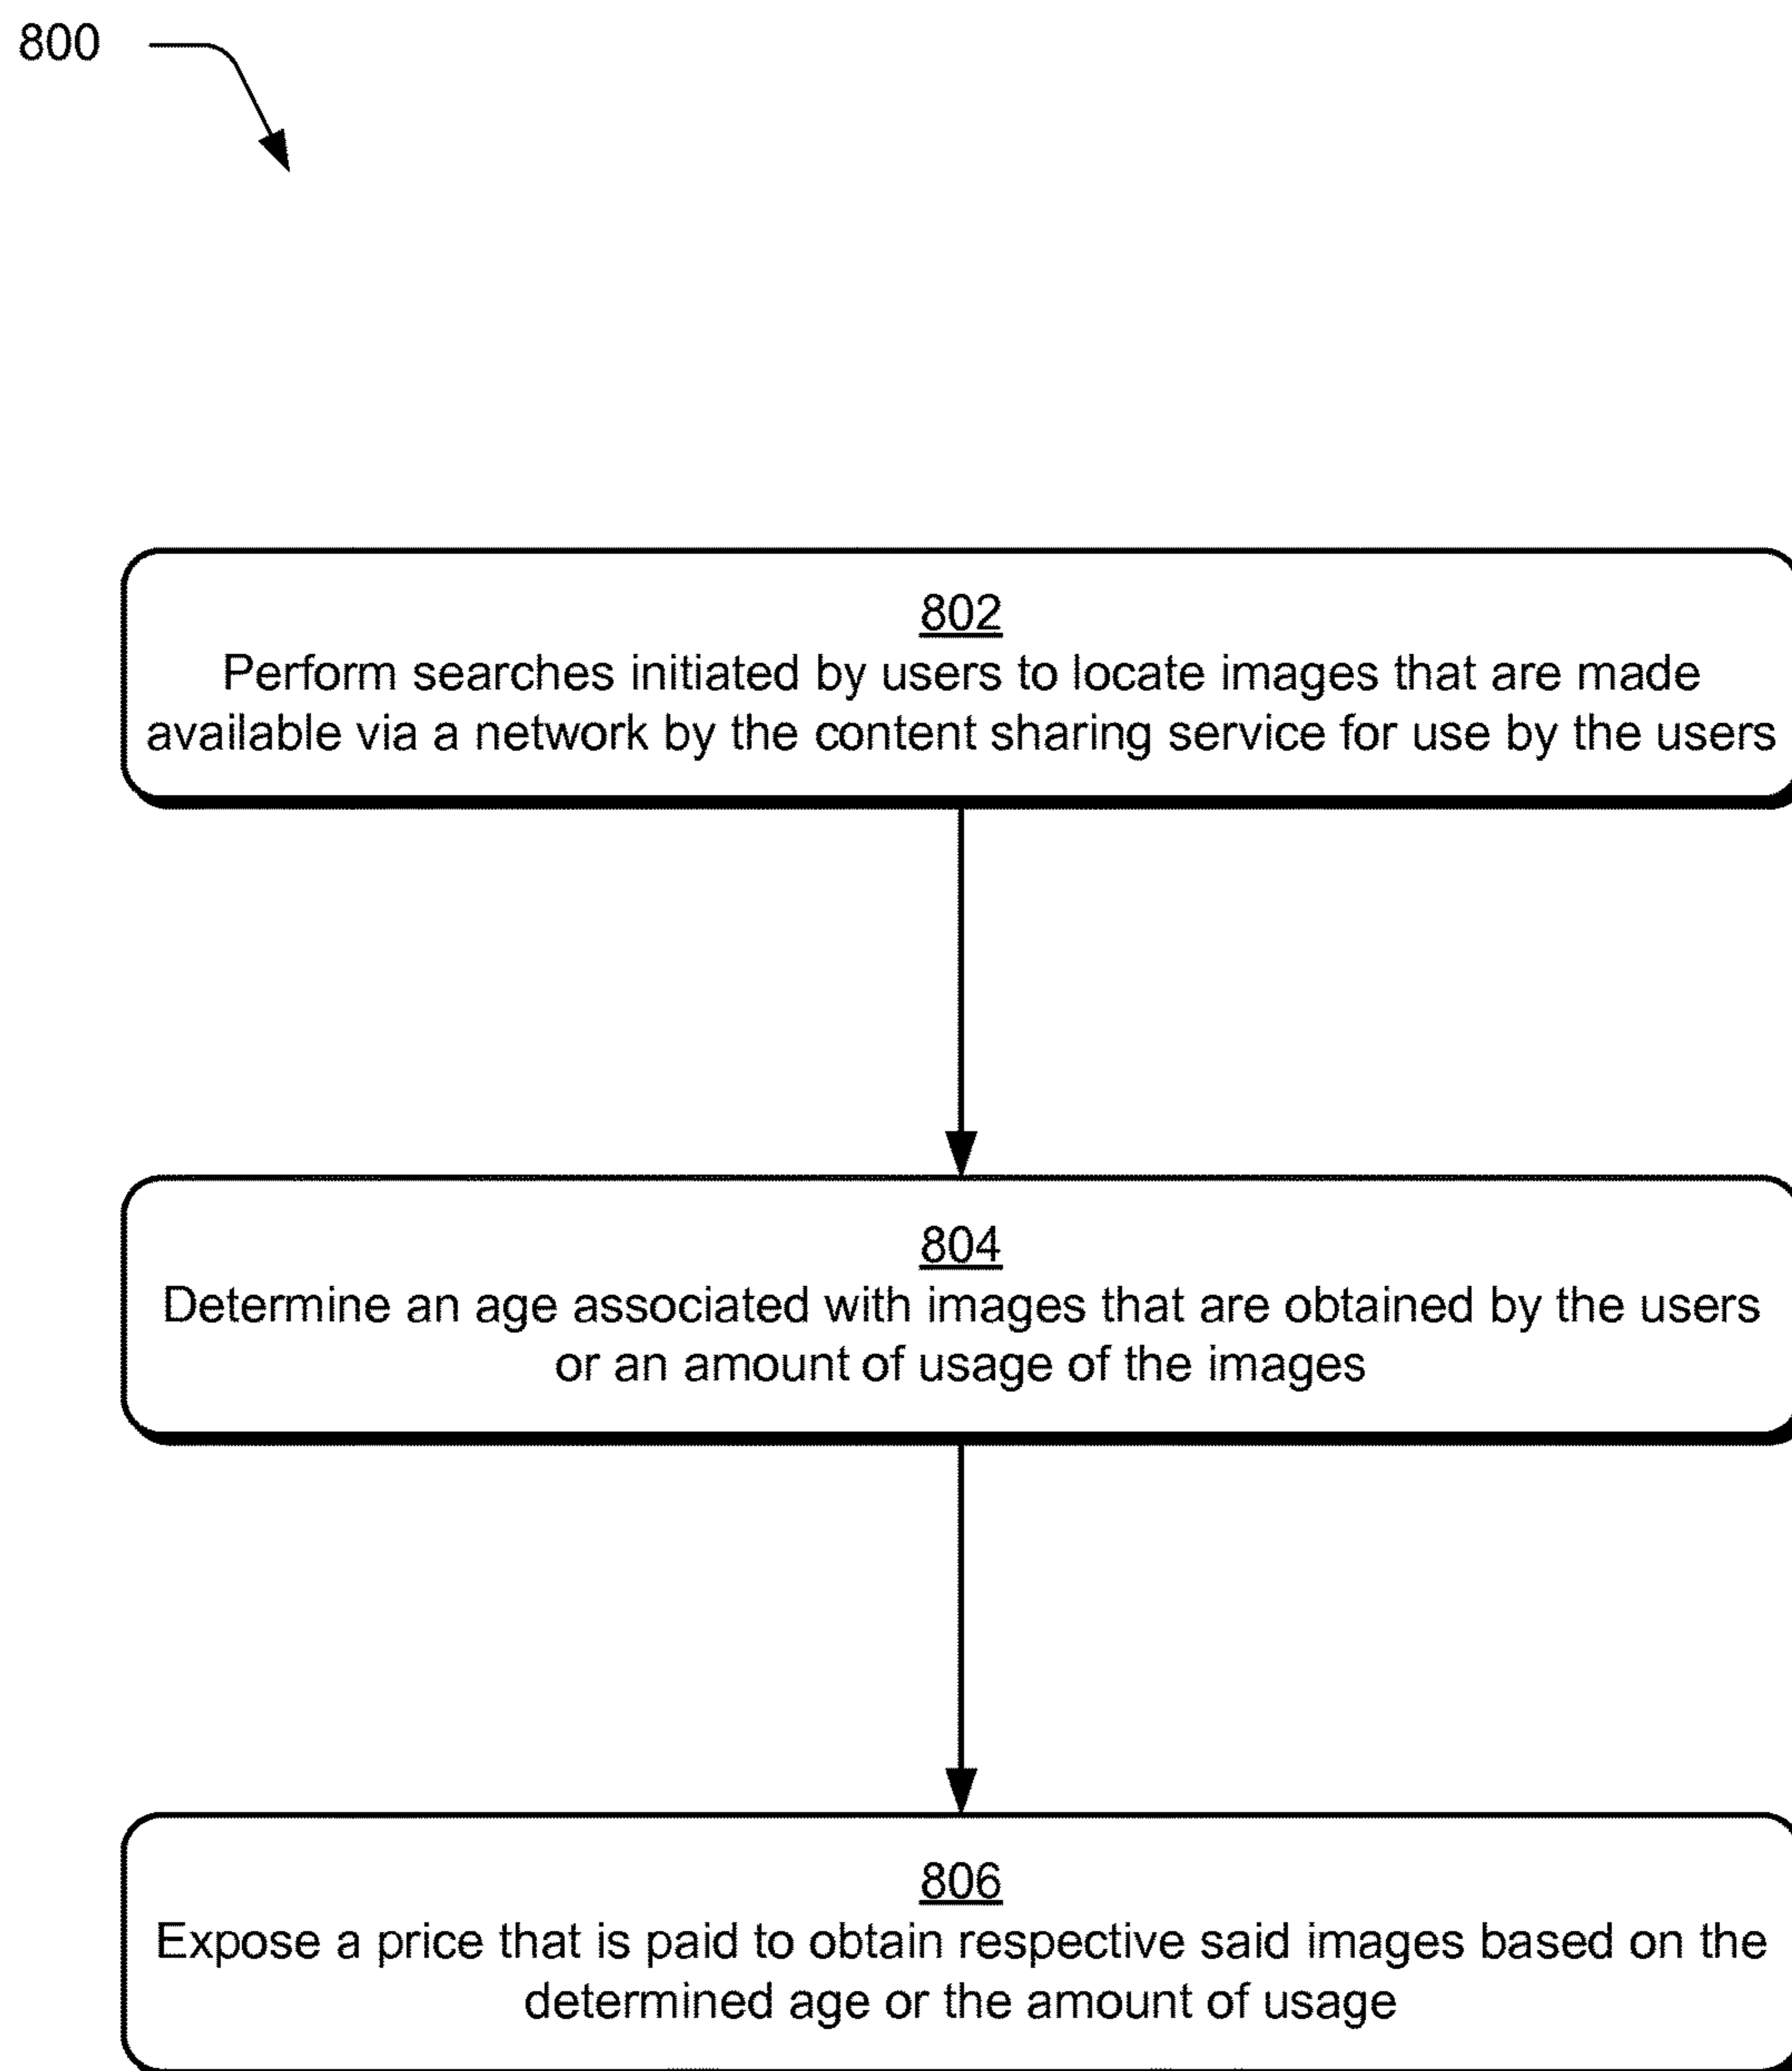 800
802
Perform searches initiated by users to locate images that are made
available via a network by the content sharing service for use by the users
804
Determine an age associated with images that are obtained by the users
or an amount of usage of the images
806
Expose a price that is paid to obtain respective said images based on the
determined age or the amount of usage